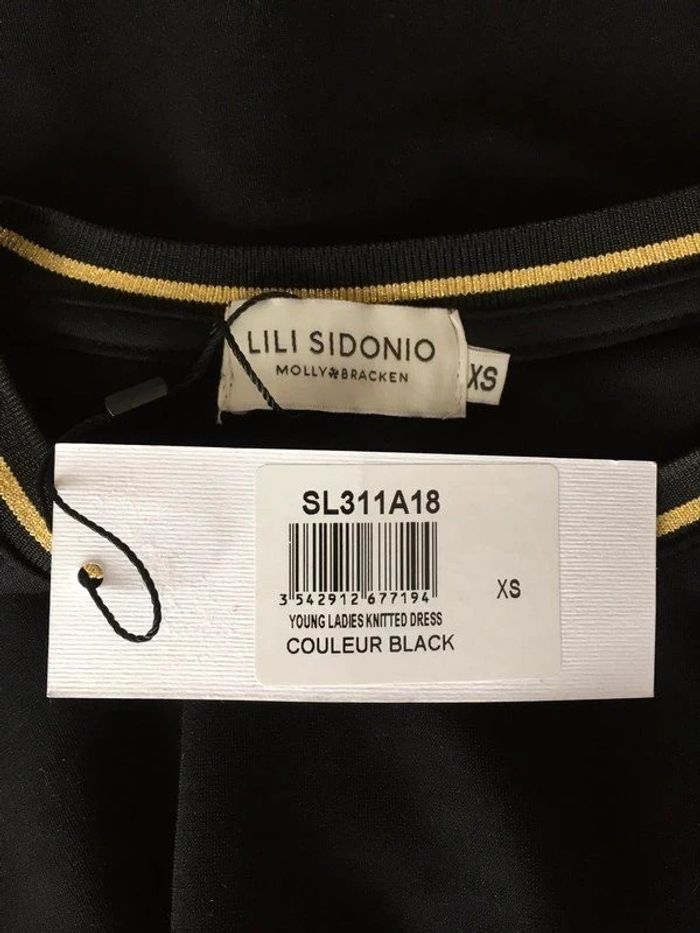 LILI SIDONIO
MOLLY BRACKEN
XS
SL311A18
3 542912 677194
XS
YOUNG LADIES KNITTED DRESS
COULEUR BLACK